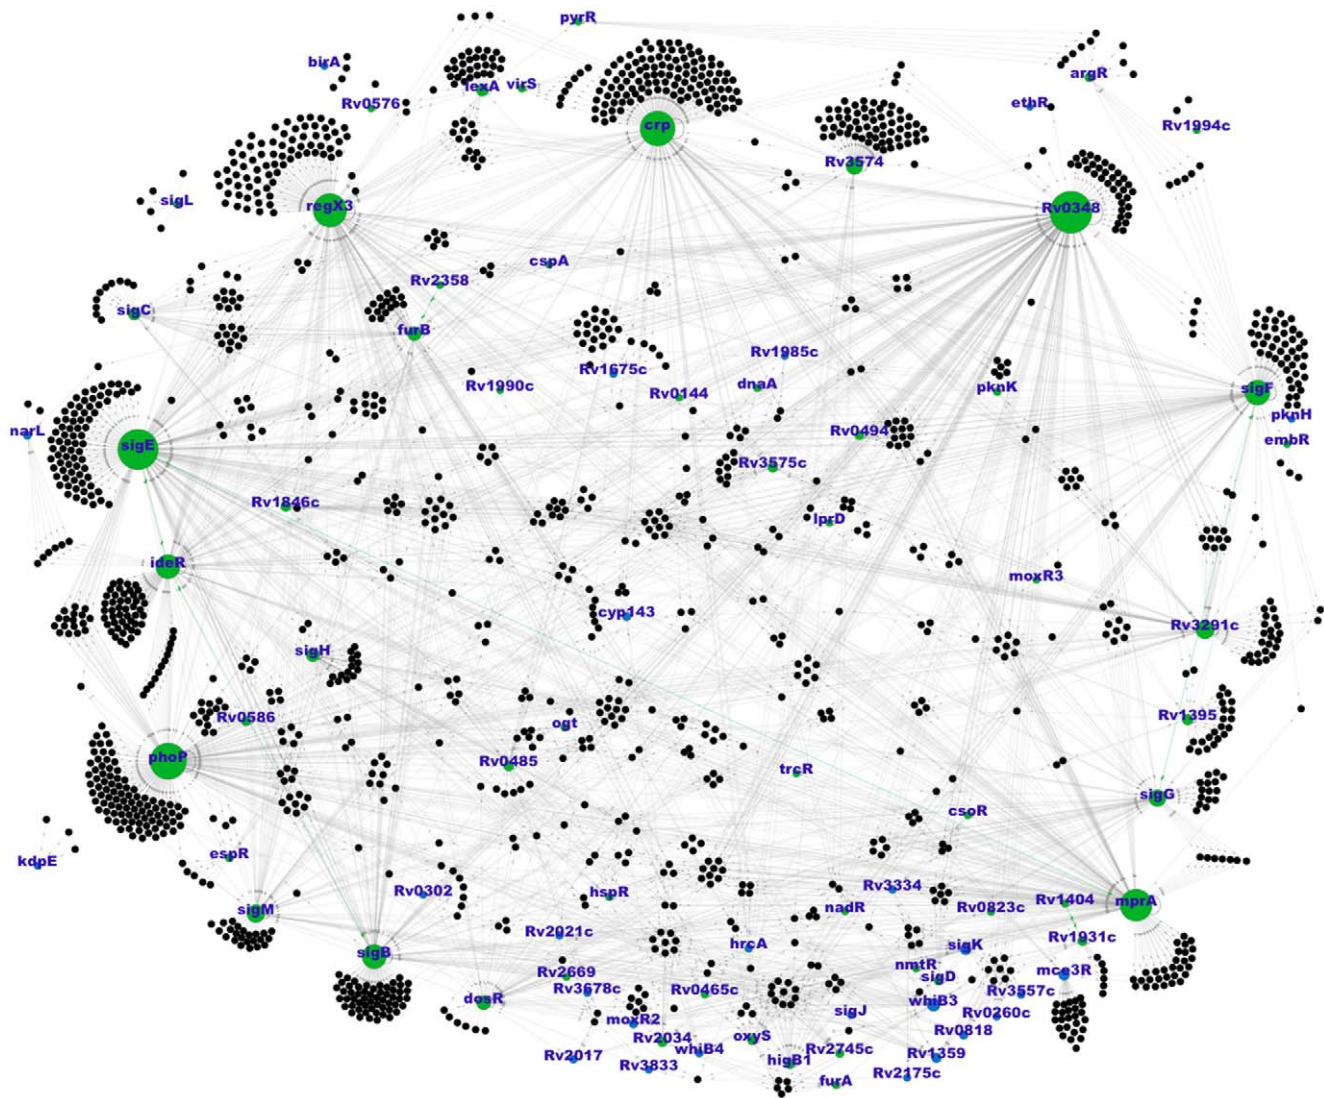 pyrR
birA
argR
lexA
virS
Rv0576
ethR
crp
Rv1994c
Rv3574
sigL
regX3
Rv0348
cspA
Rv2358
sigC
furB
Rv1985c
Rv1675c
Rv1990c
dnaA
Rv0144
pknK
sigF
pknH
narL
sigE
Rv0494
embR
Rv3575c
Rv1846c
lprD
ideR
moxR3
cyp143
Rv3291c
sigH
Rv0586
ogt
Rv1395
phoP
Rv0485
trcR
sigG
csoR
kdpE
espR
Rv0302
hspR
Rv3334
nadR
Rv0823c
Rv1404
mprA
sigM
Rv2021c
hrcA
sigK
Rv1931c
sigB
Rv2669
nmtR
sigD
mce3R
dosR
Rv3678c
Rv0465c
whiB3
Rv3557c
moxR2
sigJ
Rv0260c
Rv2034
oxyS
Rv0818
Rv2017
whiB4
Rv2745c
Rv1359
Rv3833
higB1
Rv2175c
furA